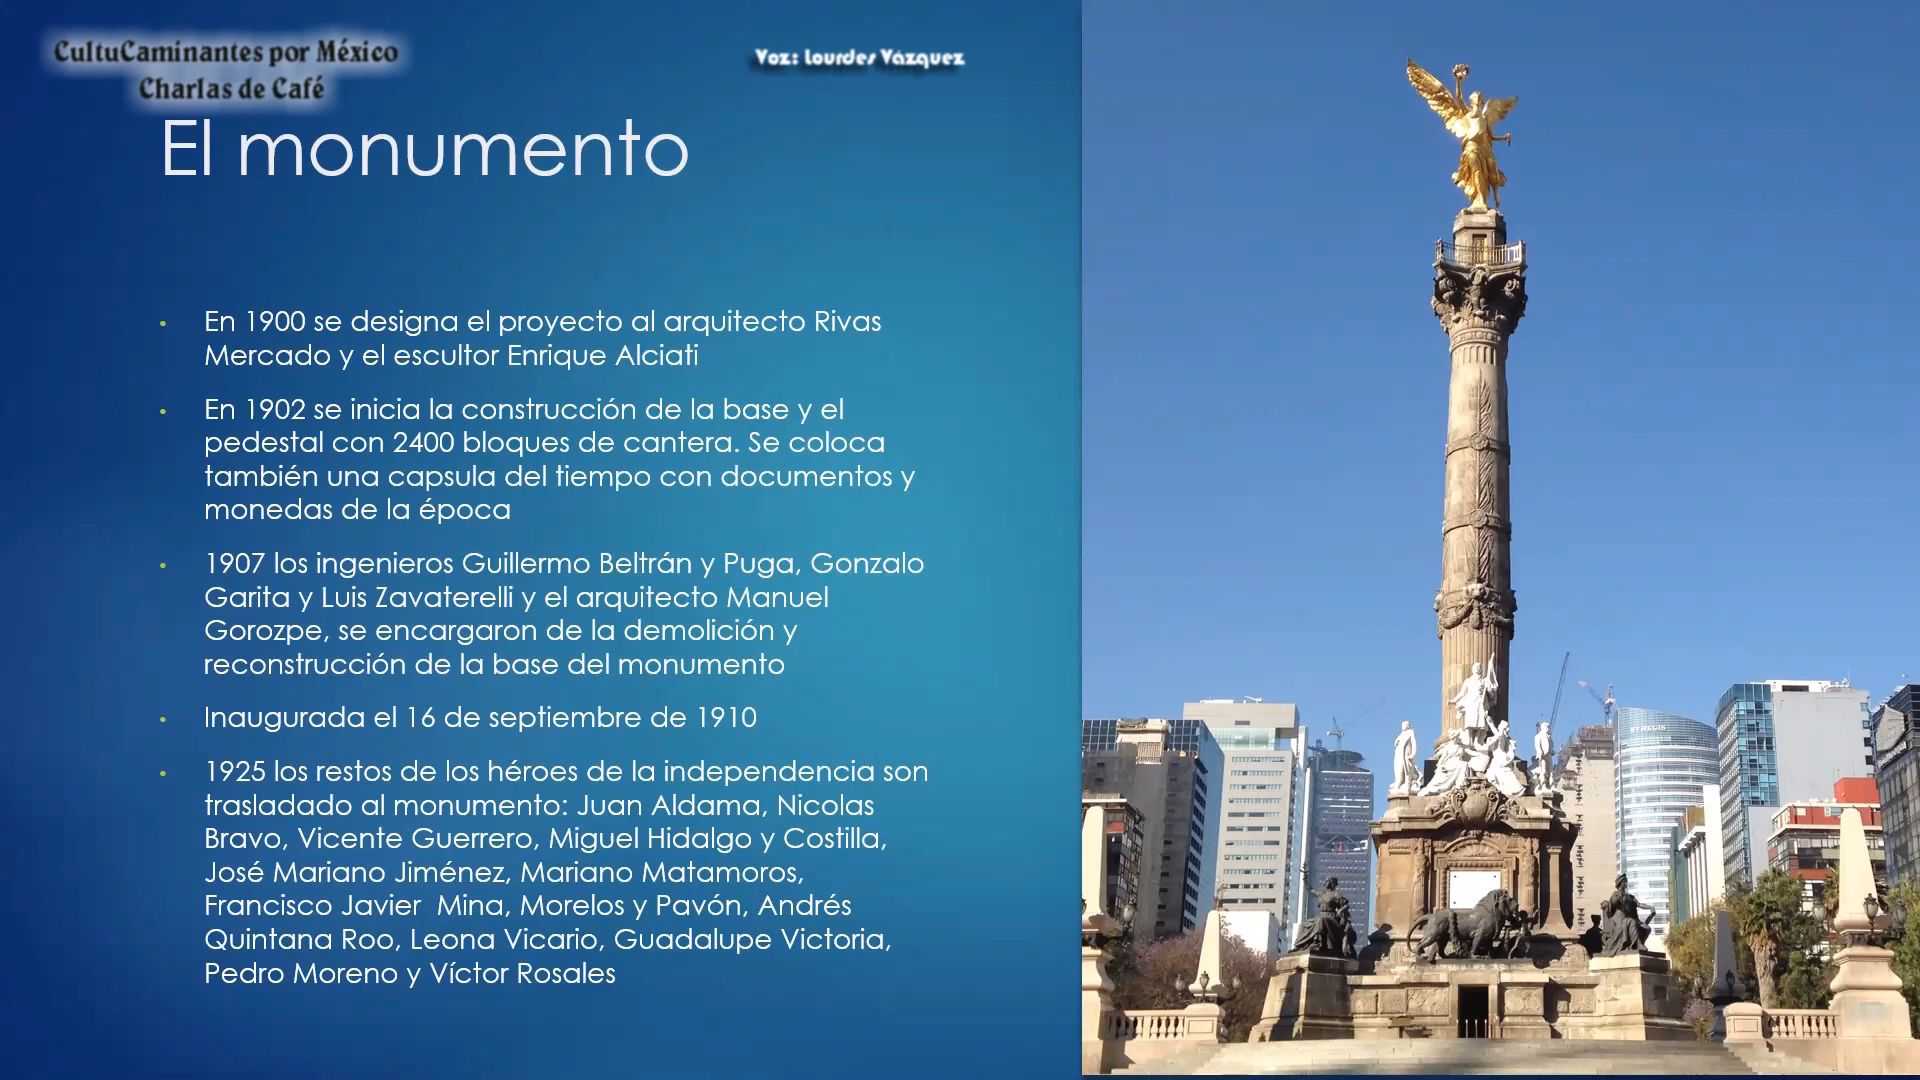 CultuCaminantes por México
Charlas de Café
Voz: Lourdes Vázquez
El monumento
• En 1900 se designa el proyecto al arquitecto Rivas
Mercado y el escultor Enrique Alciati
• En 1902 se inicia la construcción de la base y el
pedestal con 2400 bloques de cantera. Se coloca
también una capsula del tiempo con documentos y
monedas de la época
• 1907 los ingenieros Guillermo Beltrán y Puga, Gonzalo
Garita y Luis Zavaterelli y el arquitecto Manuel
Gorozpe, se encargaron de la demolición y
reconstrucción de la base del monumento
• Inaugurada el 16 de septiembre de 1910
• 1925 los restos de los héroes de la independencia son
trasladado al monumento: Juan Aldama, Nicolas
Bravo, Vicente Guerrero, Miguel Hidalgo y Costilla,
José Mariano Jiménez, Mariano Matamoros,
Francisco Javier  Mina, Morelos y Pavón, Andrés
Quintana Roo, Leona Vicario, Guadalupe Victoria,
Pedro Moreno y Víctor Rosales
ST REGIS